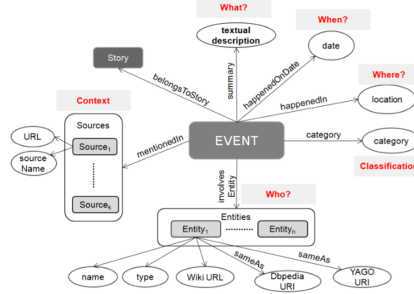 What?
When?
textual
description
date
Story
summary
happenedOnDate
belongsToStory
Where?
happenedIn
location
Context
URL
source
Name
Sources
Source1
Sourcek
mentionedIn
EVENT
category
category
Classification
involves
Entity
Who?
Entities
Entity1
Entityn
sameAs
sameAs
name
type
Wiki URL
Dbpedia
URI
YAGO
URI